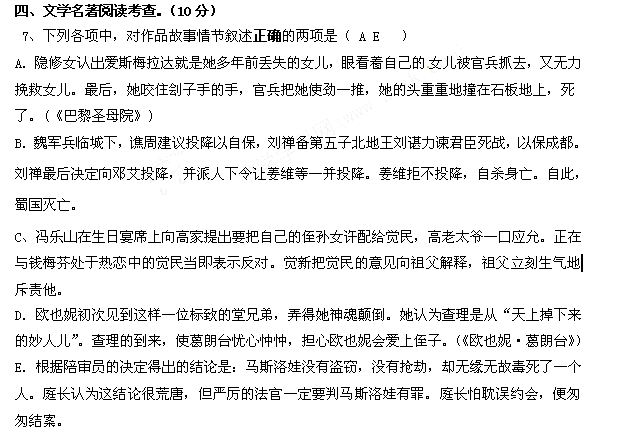 四、文学名著阅读考查。（10 分）
7、下列各项中，对作品故事情节叙述正确的两项是（ A E   ）
A. 隐修女认出爱斯梅拉达就是她多年前丢失的女儿，眼看着自己的女儿被官兵抓去，又无力
挽救女儿。最后，她咬住刽子手的手，官兵把她使劲一推，她的头重重地撞在石板地上，死
了。（《巴黎圣母院》）
B. 魏军兵临城下，谯周建议投降以自保，刘禅备第五子北地王刘谌力谏君臣死战，以保成都。
刘禅最后决定向邓艾投降，并派人下令让姜维等一并投降。姜维拒不投降，自杀身亡。自此，
蜀国灭亡。
C、冯乐山在生日宴席上向高家提出要把自己的侄孙女许配给觉民，高老太爷一口应允。正在
与钱梅芬处于热恋中的觉民当即表示反对。觉新把觉民的意见向祖父解释，祖父立刻生气地
斥责他。
D. 欧也妮初次见到这样一位标致的堂兄弟，弄得她神魂颠倒。她认为查理是从“天上掉下来
的妙人儿”。查理的到来，使葛朗台忧心忡忡，担心欧也妮会爱上侄子。（《欧也妮·葛朗台》）
E. 根据陪审员的决定得出的结论是：马斯洛娃没有盗窃，没有抢劫，却无缘无故毒死了一个
人。庭长认为这结论很荒唐，但严厉的法官一定要判马斯洛娃有罪。庭长怕耽误约会，便匆
匆结案。